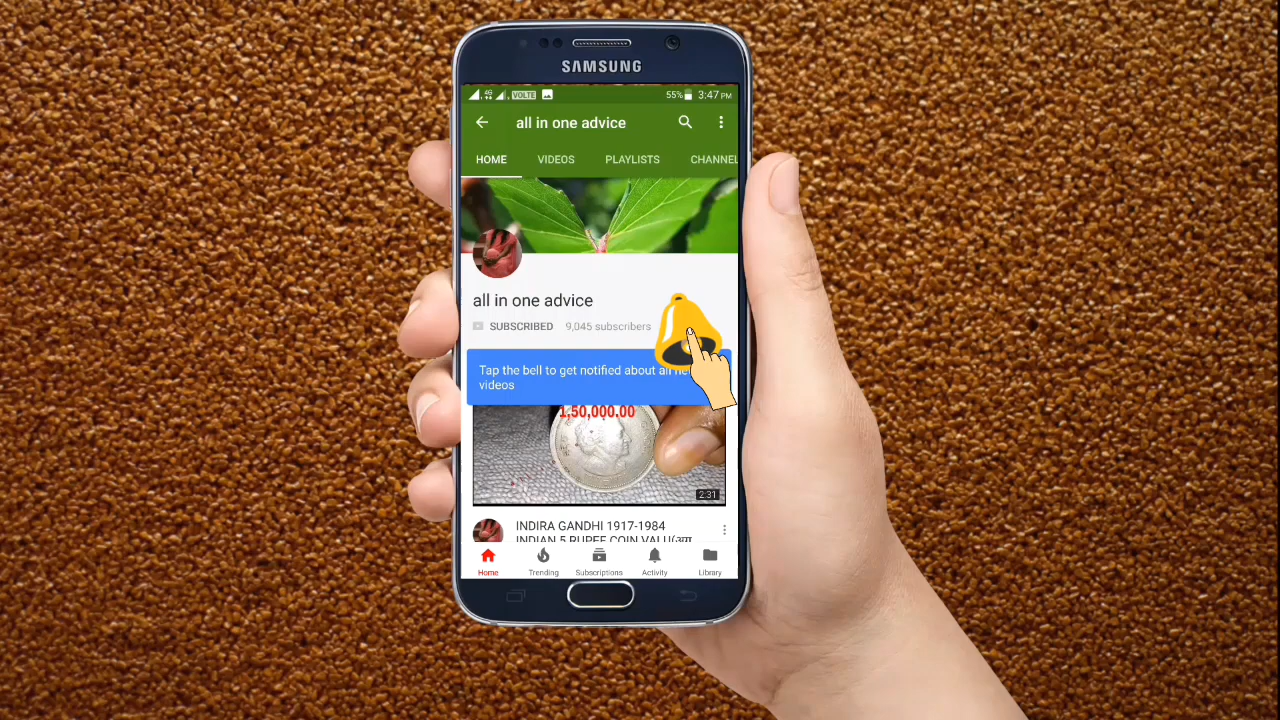 SAMSUNG
4G VOLTE 55% 3:47 PM
all in one advice
HOME VIDEOS PLAYLISTS CHANNEL
all in one advice
SUBSCRIBED 9,045 subscribers
Tap the bell to get notified about all
videos
1,50,000.00
2:31
INDIRA GANDHI 1917-1984
INDIAN 5 RUPEE COIN VALU(
Home Trending Subscriptions Activity Library